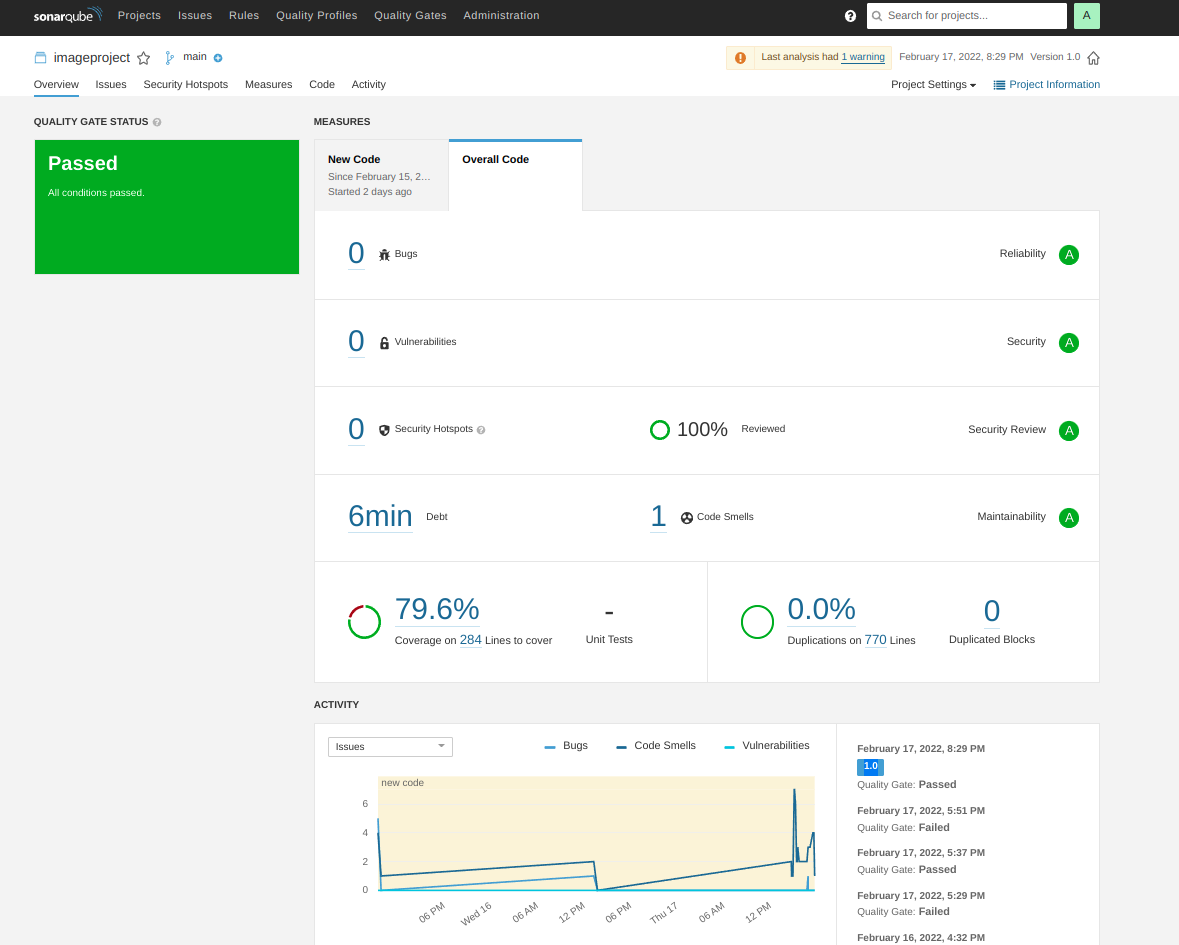 sonarqube Projects Issues Rules Quality Profiles Quality Gates Administration ? Search for projects... A
imageproject main Last analysis had 1 warning February 17, 2022, 8:29 PM Version 1.0
Overview Issues Security Hotspots Measures Code Activity Project Settings Project Information
QUALITY GATE STATUS ?
Passed
All conditions passed.
MEASURES
New Code
Since February 15, 2…
Started 2 days ago
Overall Code
0 Bugs Reliability A
0 Vulnerabilities Security A
0 Security Hotspots ? 100% Reviewed Security Review A
6min Debt 1 Code Smells Maintainability A
79.6%
Coverage on 284 Lines to cover
-
Unit Tests
0.0%
Duplications on 770 Lines
0
Duplicated Blocks
ACTIVITY
Issues
Bugs Code Smells Vulnerabilities
new code
6
4
2
0
06 PM Wed 16 06 AM 12 PM 06 PM Thu 17 06 AM 12 PM
February 17, 2022, 8:29 PM
1.0
Quality Gate: Passed
February 17, 2022, 5:51 PM
Quality Gate: Failed
February 17, 2022, 5:37 PM
Quality Gate: Passed
February 17, 2022, 5:29 PM
Quality Gate: Failed
February 16, 2022, 4:32 PM